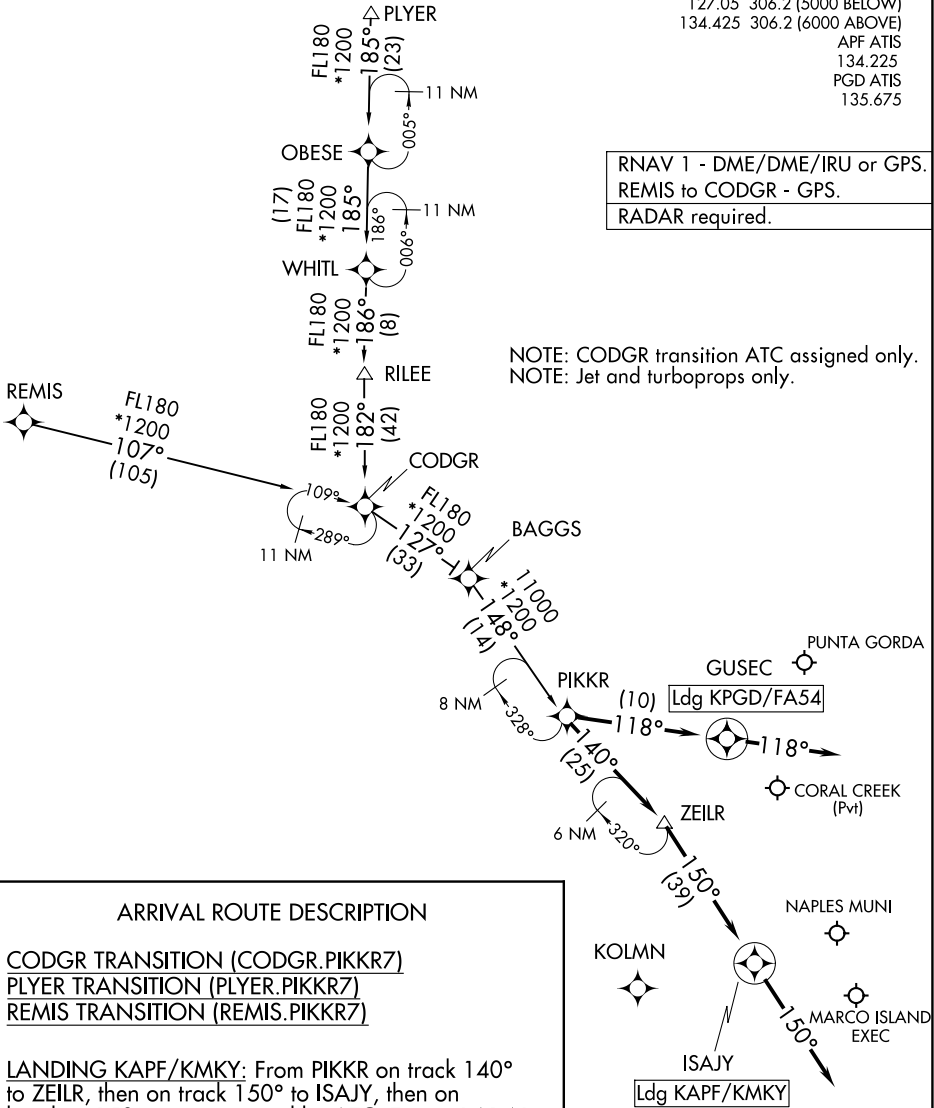 127.05 306.2 (5000 BELOW)
134.425 306.2 (6000 ABOVE)
APF ATIS
134.225
PGD ATIS
135.675
PLYER
FL180
*1200
185°
(23)
11 NM
005°
OBESE
(17)
FL180
*1200
185°
186°
11 NM
006°
WHITL
FL180
*1200
186°
(8)
RILEE
FL180
*1200
182°
(42)
RNAV 1 - DME/DME/IRU or GPS.
REMIS to CODGR - GPS.
RADAR required.
NOTE: CODGR transition ATC assigned only.
NOTE: Jet and turboprops only.
REMIS
FL180
*1200
107°
(105)
CODGR
109°
289°
11 NM
FL180
*1200
127°
(33)
BAGGS
11000
*1200
148°
(14)
PIKKR
8 NM
328°
(10)
118°
GUSEC
Ldg KPGD/FA54
118°
PUNTA GORDA
CORAL CREEK
(Pvt)
140°
(25)
ZEILR
6 NM
320°
150°
(39)
NAPLES MUNI
KOLMN
MARCO ISLAND
EXEC
150°
ISAJY
Ldg KAPF/KMKY
ARRIVAL ROUTE DESCRIPTION
CODGR TRANSITION (CODGR.PIKKR7)
PLYER TRANSITION (PLYER.PIKKR7)
REMIS TRANSITION (REMIS.PIKKR7)
LANDING KAPF/KMKY: From PIKKR on track 140°
to ZEILR, then on track 150° to ISAJY, then on